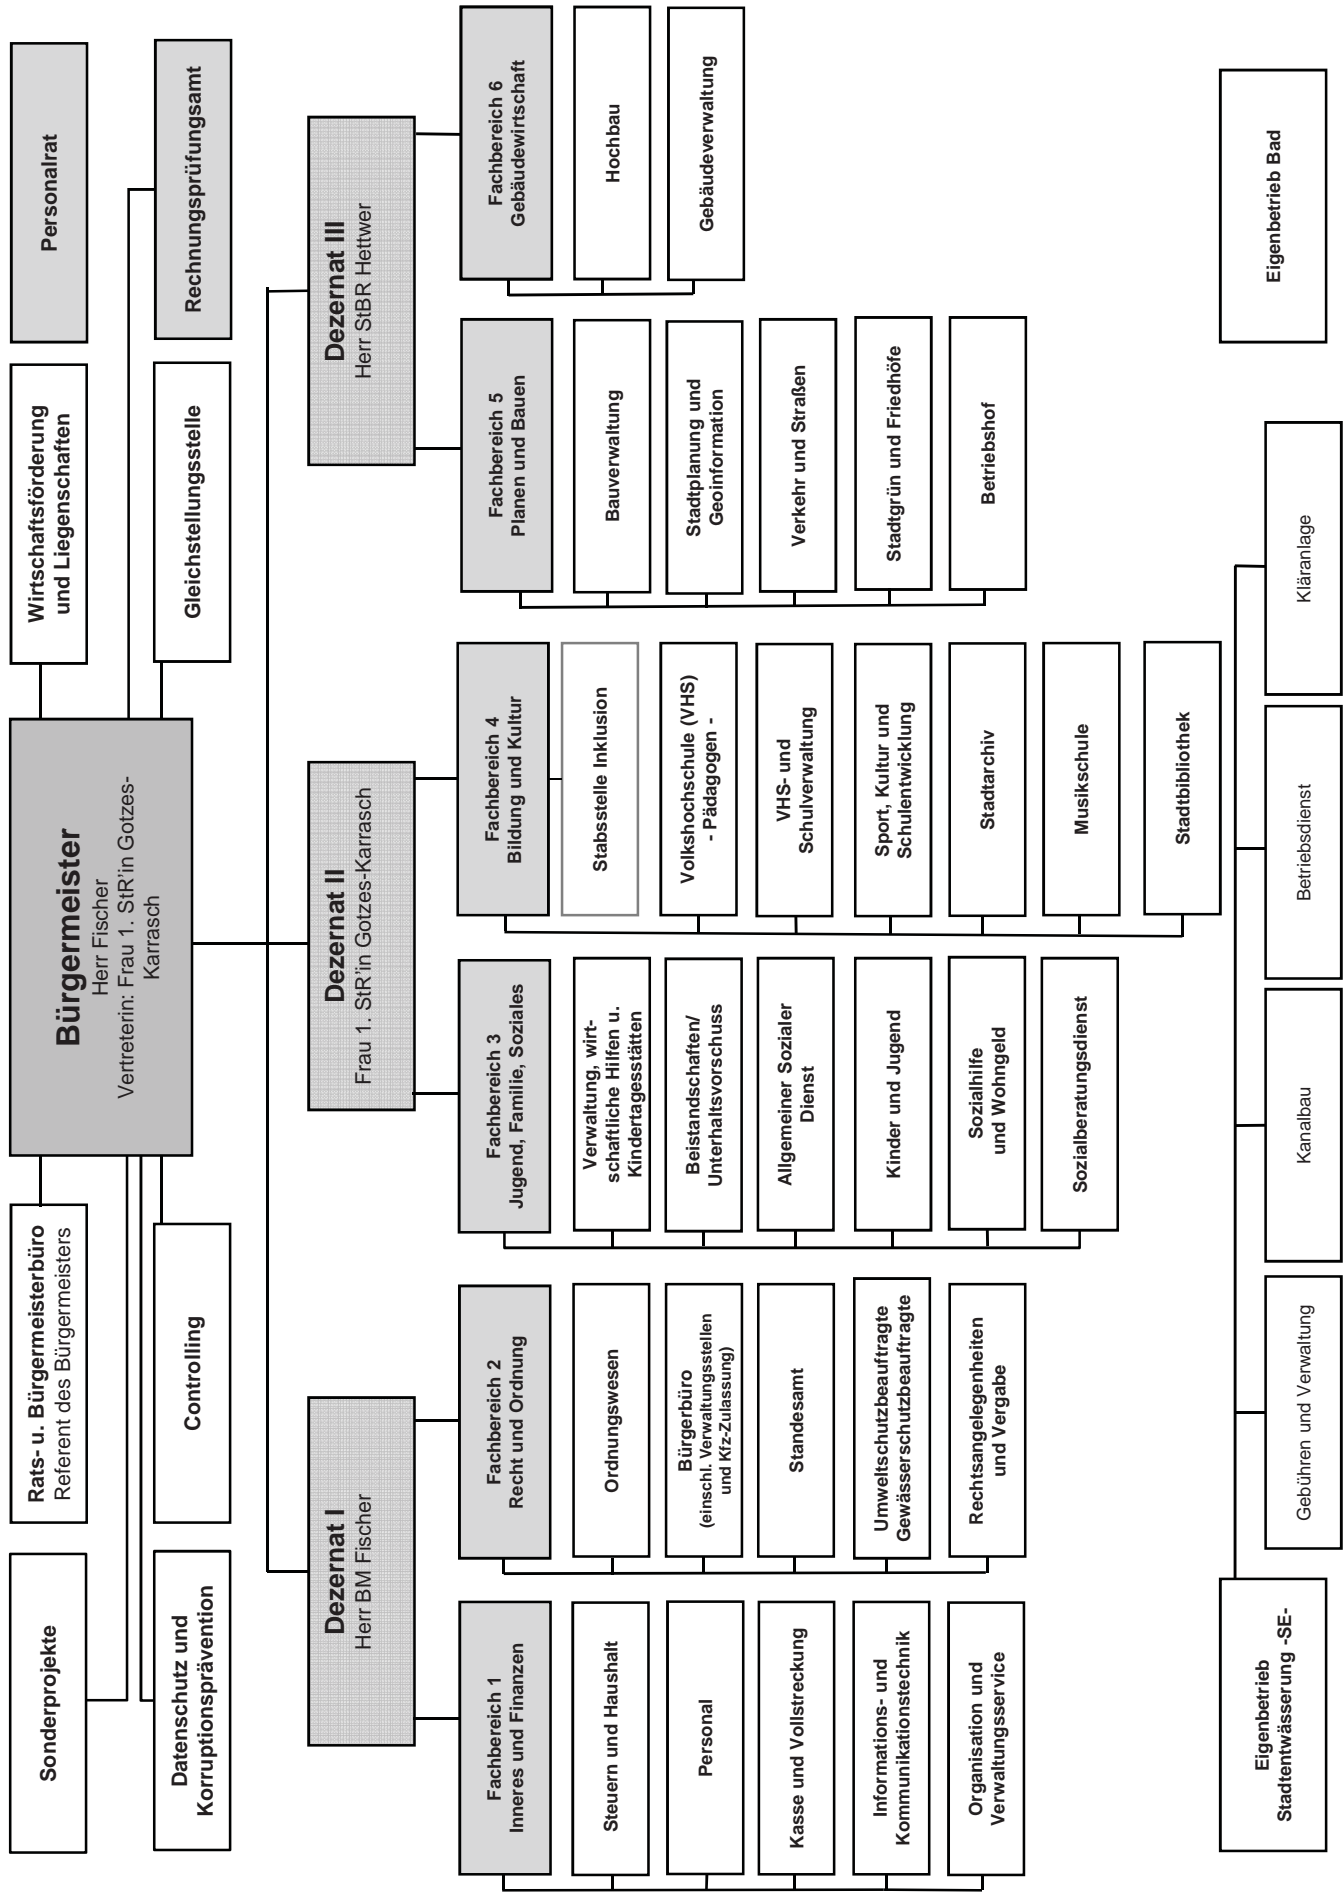 Sonderprojekte
Rats- u. Bürgermeisterbüro
Referent des Bürgermeisters
Bürgermeister
Herr Fischer
Vertreterin: Frau 1. StR'in Gotzes-
Karrasch
Wirtschaftsförderung
und Liegenschaften
Personalrat
Datenschutz und
Korruptionsprävention
Controlling
Gleichstellungsstelle
Rechnungsprüfungsamt
Dezernat I
Herr BM Fischer
Dezernat II
Frau 1. StR'in Gotzes-Karrasch
Dezernat III
Herr StBR Hettwer
Fachbereich 1
Inneres und Finanzen
Steuern und Haushalt
Personal
Kasse und Vollstreckung
Informations- und
Kommunikationstechnik
Organisation und
Verwaltungsservice
Fachbereich 2
Recht und Ordnung
Ordnungswesen
Bürgerbüro
(einschl. Verwaltungsstellen
und Kfz-Zulassung)
Standesamt
Umweltschutzbeauftragte
Gewässerschutzbeauftragte
Rechtsangelegenheiten
und Vergabe
Fachbereich 3
Jugend, Familie, Soziales
Verwaltung, wirt-
schaftliche Hilfen u.
Kindertagesstätten
Beistandschaften/
Unterhaltsvorschuss
Allgemeiner Sozialer
Dienst
Kinder und Jugend
Sozialhilfe
und Wohngeld
Sozialberatungsdienst
Fachbereich 4
Bildung und Kultur
Stabsstelle Inklusion
Volkshochschule (VHS)
- Pädagogen -
VHS- und
Schulverwaltung
Sport, Kultur und
Schulentwicklung
Stadtarchiv
Musikschule
Stadtbibliothek
Fachbereich 5
Planen und Bauen
Bauverwaltung
Stadtplanung und
Geoinformation
Verkehr und Straßen
Stadtgrün und Friedhöfe
Betriebshof
Fachbereich 6
Gebäudewirtschaft
Hochbau
Gebäudeverwaltung
Eigenbetrieb
Stadtentwässerung -SE-
Gebühren und Verwaltung
Kanalbau
Betriebsdienst
Kläranlage
Eigenbetrieb Bad